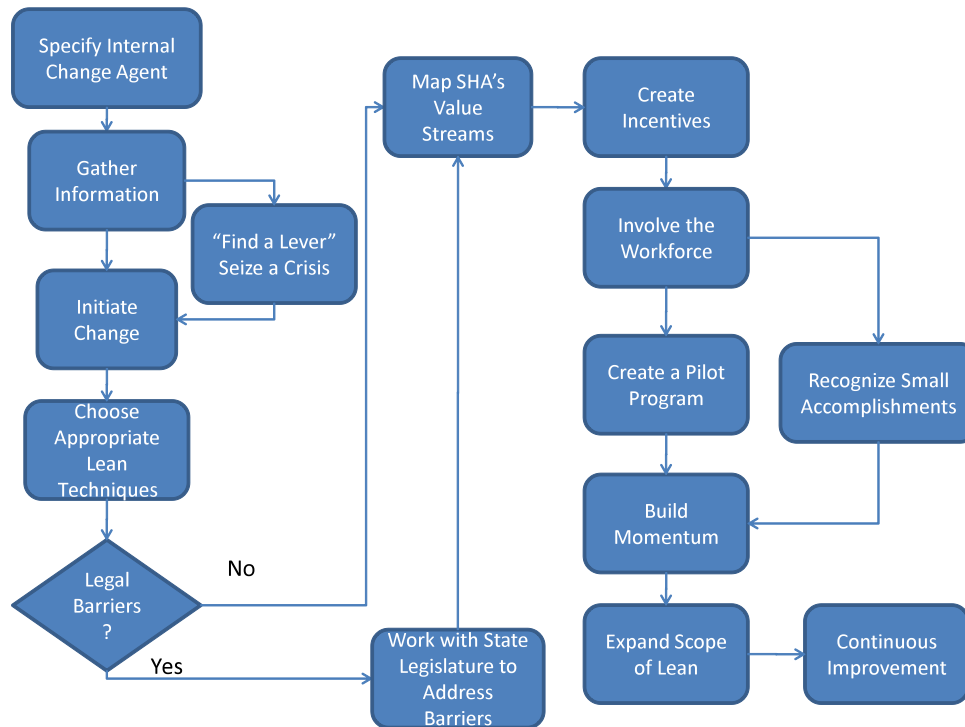 Specify Internal
Change Agent
Gather
Information
“Find a Lever”
Seize a Crisis
Initiate
Change
Choose
Appropriate
Lean
Techniques
Legal
Barriers
?
No
Yes
Work with State
Legislature to
Address
Barriers
Map SHA’s
Value
Streams
Create
Incentives
Involve the
Workforce
Create a Pilot
Program
Recognize Small
Accomplishments
Build
Momentum
Expand Scope
of Lean
Continuous
Improvement